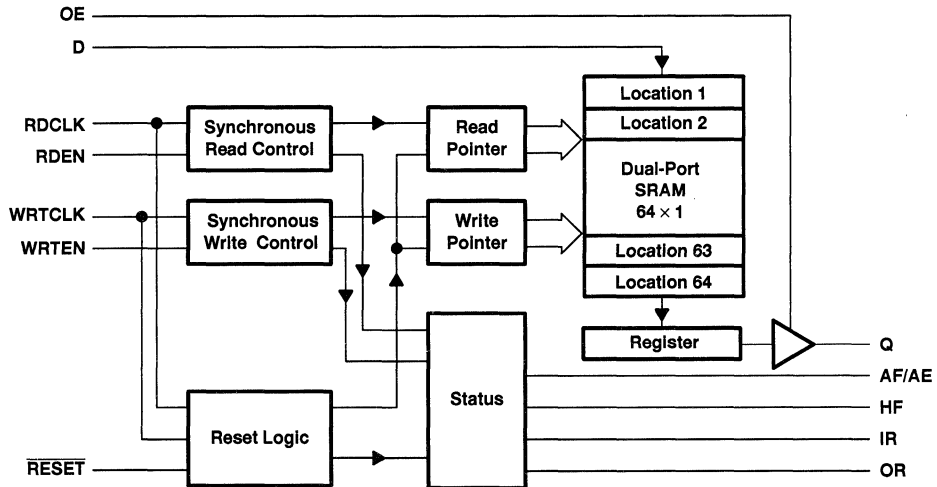 OE
D
Location 1
Location 2
RDCLK
RDEN
Synchronous
Read Control
Read
Pointer
Dual-Port
SRAM
64 × 1
WRTCLK
WRTEN
Synchronous
Write Control
Write
Pointer
Location 63
Location 64
Register
Q
AF/AE
HF
IR
OR
Status
Reset Logic
RESET